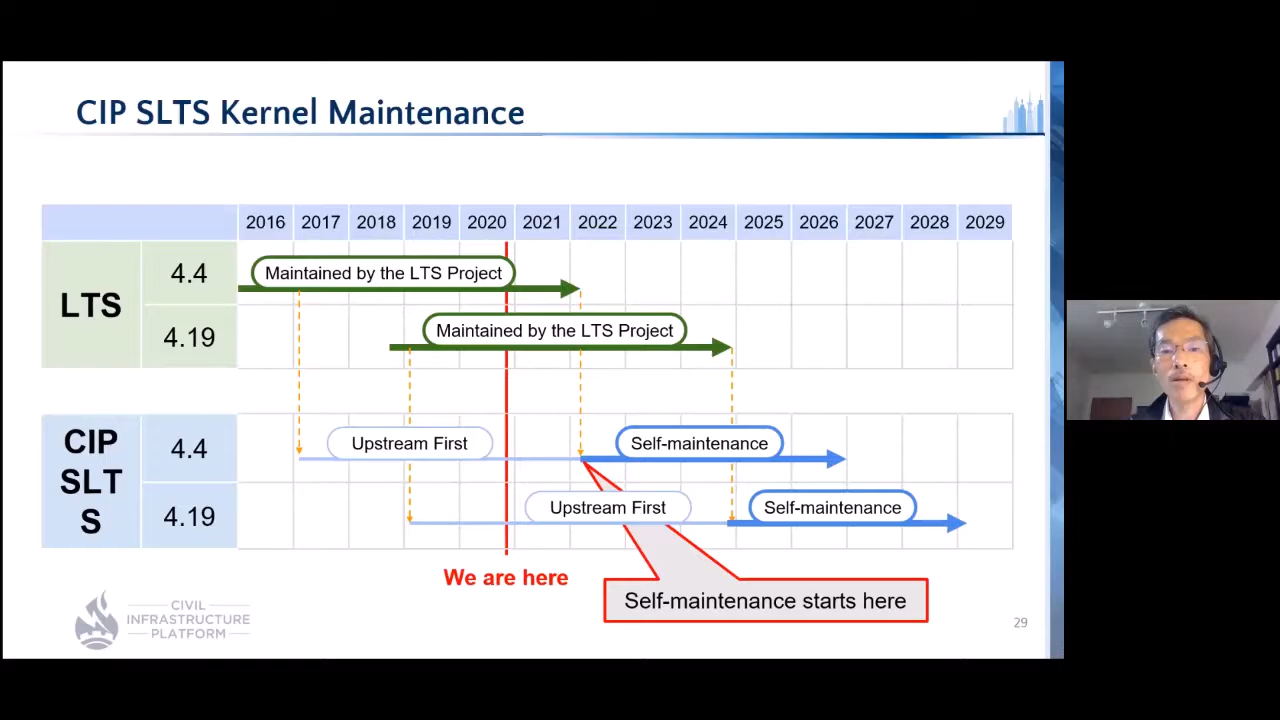 CIP SLTS Kernel Maintenance
2016 2017 2018 2019 2020 2021 2022 2023 2024 2025 2026 2027 2028 2029
LTS
4.4
Maintained by the LTS Project
4.19
Maintained by the LTS Project
CIP
SLT
S
4.4
Upstream First
Self-maintenance
4.19
Upstream First
Self-maintenance
We are here
Self-maintenance starts here
CIVIL
INFRASTRUCTURE
PLATFORM
29